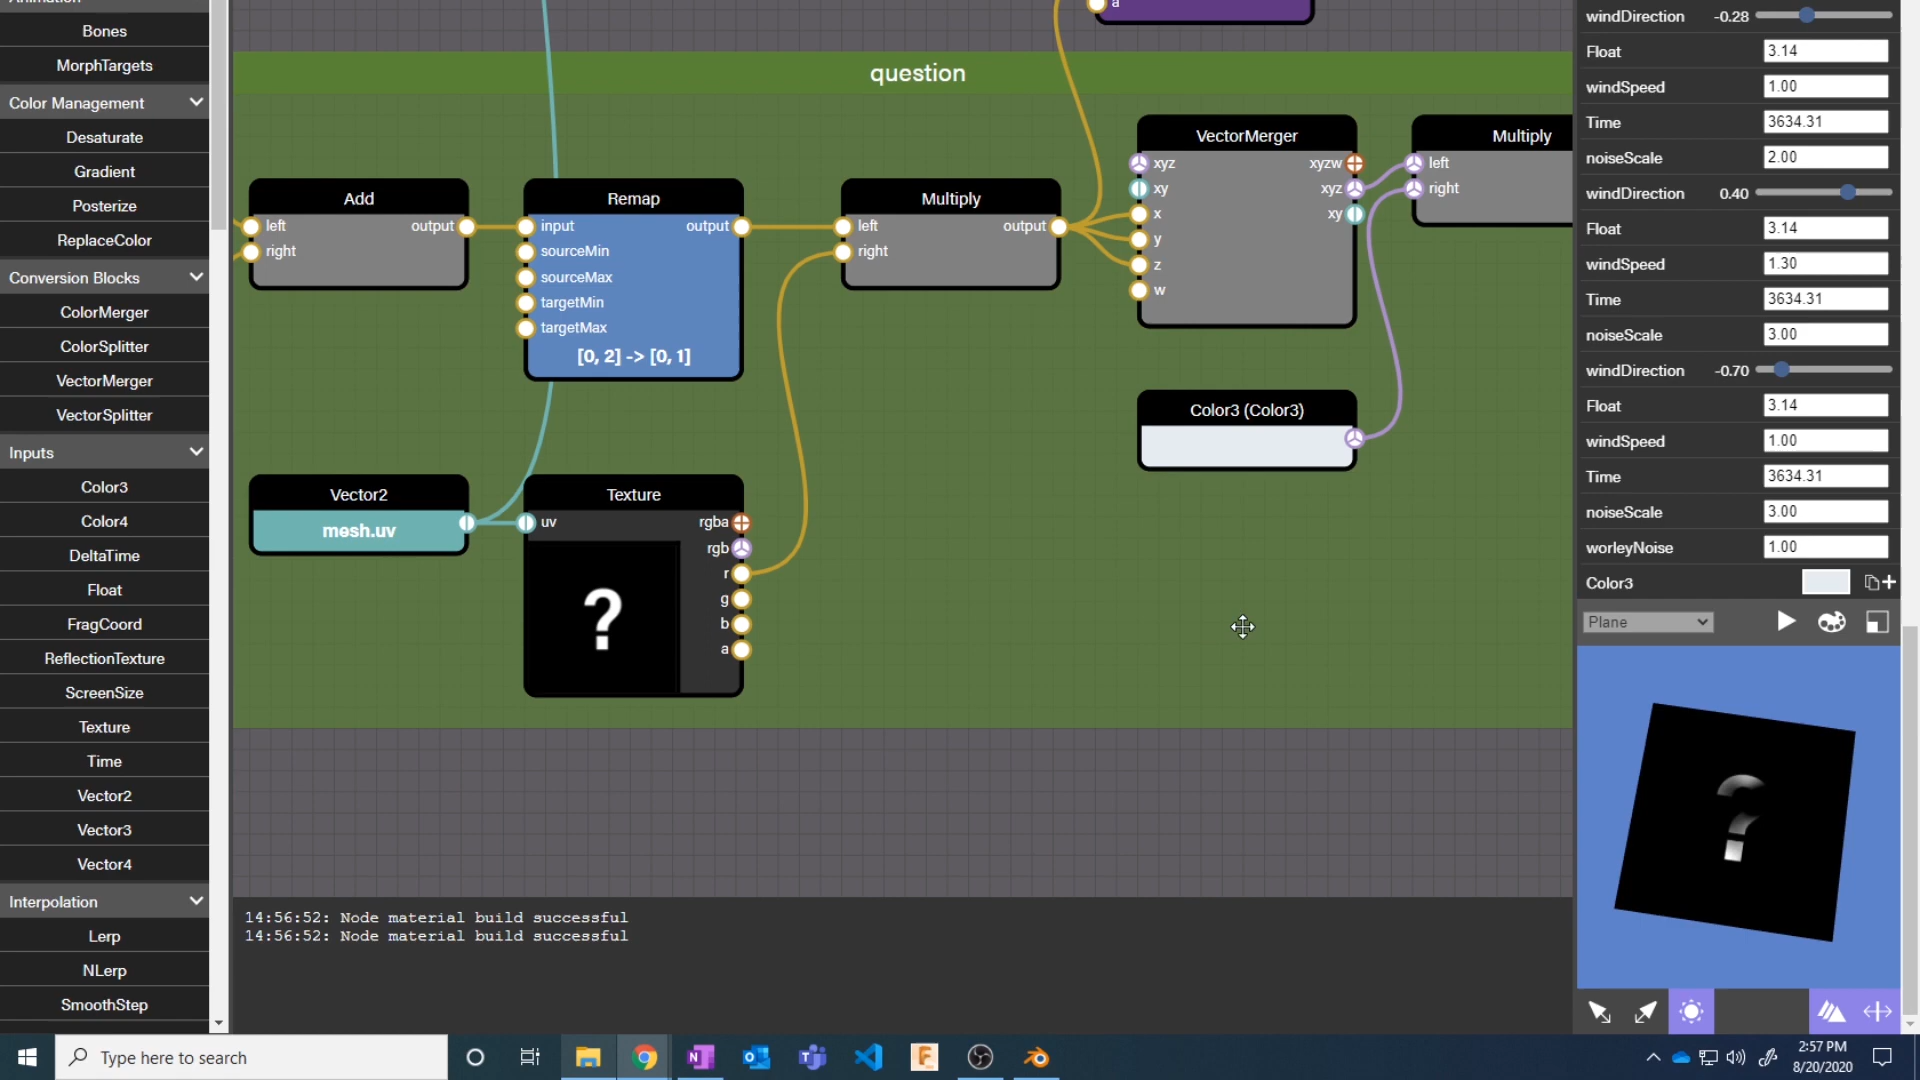 Bones
MorphTargets
Color Management
Desaturate
Gradient
Posterize
ReplaceColor
Conversion Blocks
ColorMerger
ColorSplitter
VectorMerger
VectorSplitter
Inputs
Color3
Color4
DeltaTime
Float
FragCoord
ReflectionTexture
ScreenSize
Texture
Time
Vector2
Vector3
Vector4
Interpolation
Lerp
NLerp
SmoothStep
a
question
Add
left output
right
Remap
input output
sourceMin
sourceMax
targetMin
targetMax
[0, 2] -> [0, 1]
Multiply
left output
right
VectorMerger
xyz xyzw
xy xyz
x xy
y
z
w
Multiply
left
right
Color3 (Color3)
Vector2
mesh.uv
Texture
uv rgba
rgb
r
g
b
a
?
14:56:52: Node material build successful
14:56:52: Node material build successful
windDirection -0.28
Float 3.14
windSpeed 1.00
Time 3634.31
noiseScale 2.00
windDirection 0.40
Float 3.14
windSpeed 1.30
Time 3634.31
noiseScale 3.00
windDirection -0.70
Float 3.14
windSpeed 1.00
Time 3634.31
noiseScale 3.00
worleyNoise 1.00
Color3
Plane
?
Type here to search
2:57 PM
8/20/2020